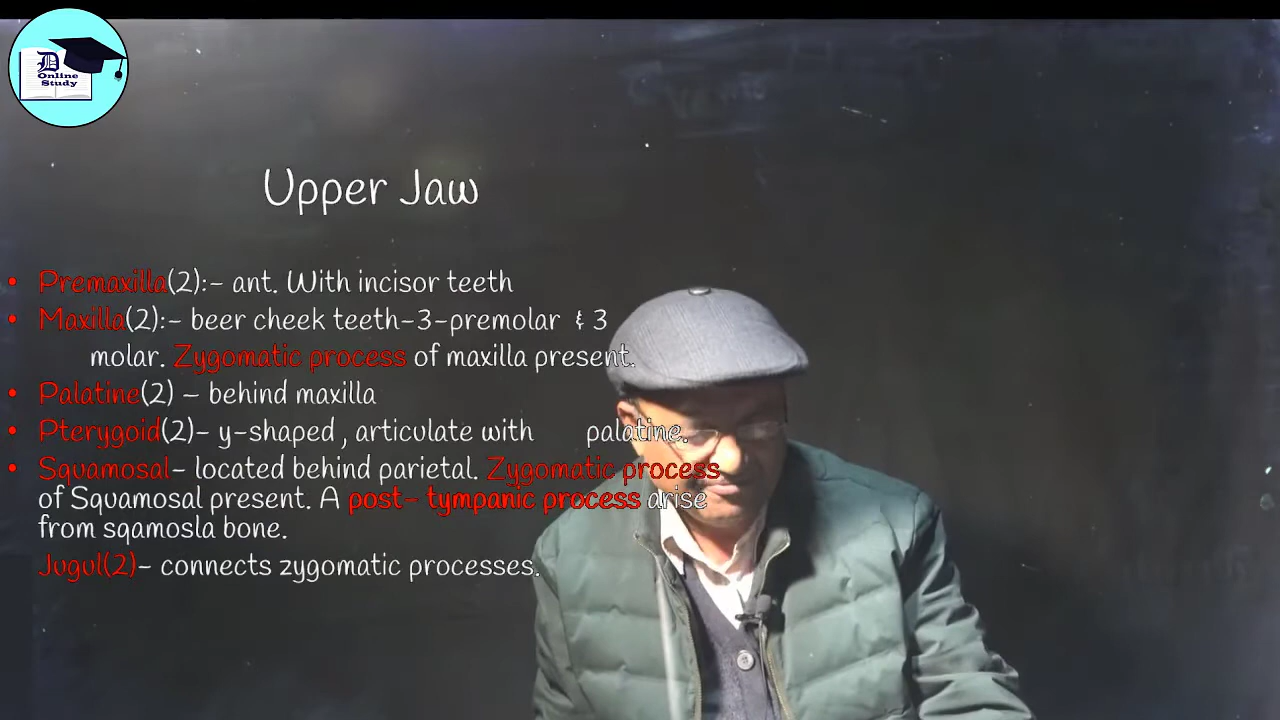 D
Online
Study
Upper Jaw
• Premaxilla(2):- ant. With incisor teeth
• Maxilla(2):- beer cheek teeth-3-premolar & 3
molar. Zygomatic process of maxilla present.
• Palatine(2) - behind maxilla
• Pterygoid(2)- y-shaped , articulate with palatine.
• Squamosal- located behind parietal. Zygomatic process
of Squamosal present. A post- tympanic process arise
from sqamosla bone.
Jugul(2)- connects zygomatic processes.